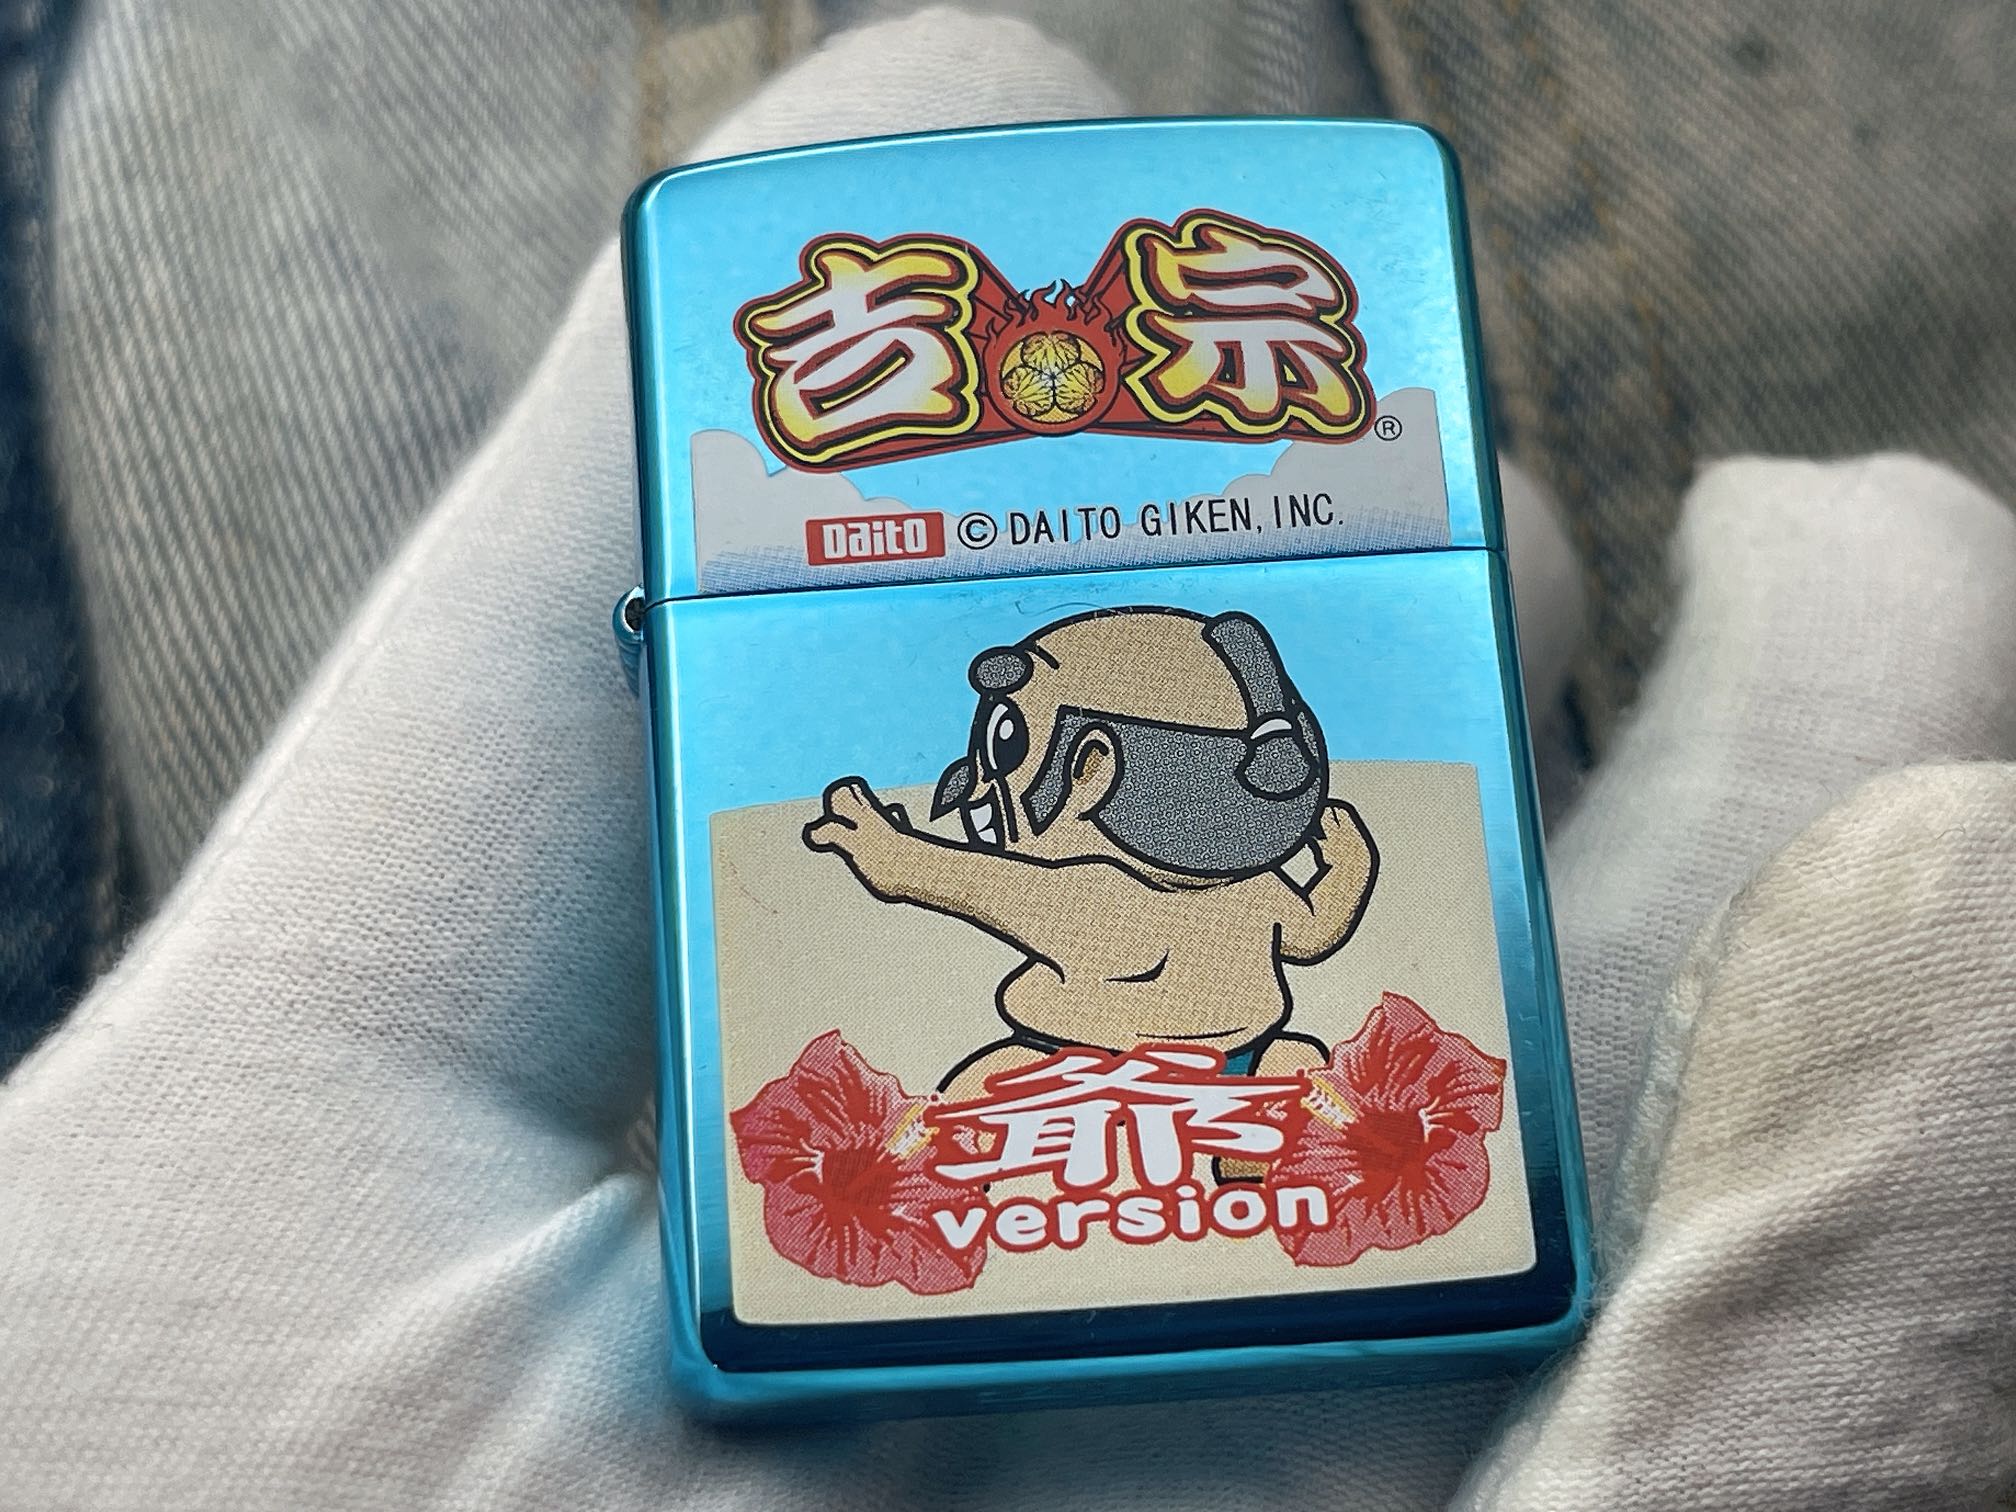 吉宗®
Daito ©DAITO GIKEN, INC.
爺
version